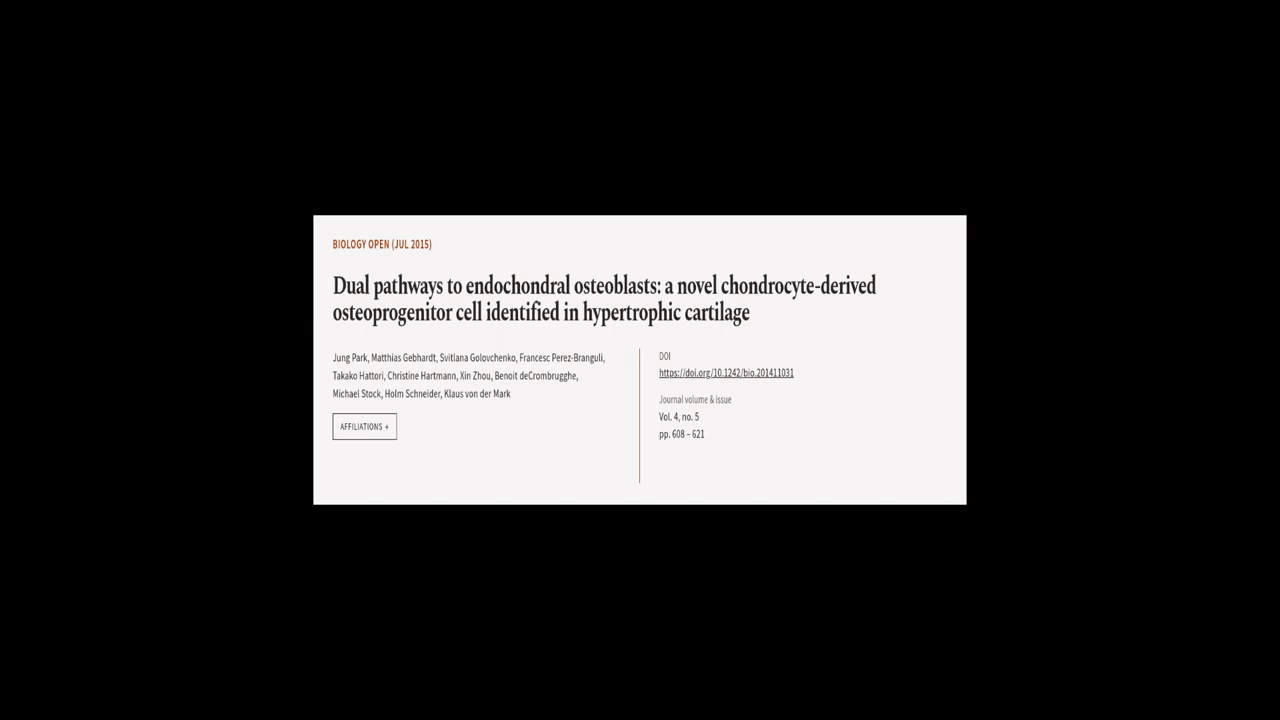 BIOLOGY OPEN (JUL 2015)
Dual pathways to endochondral osteoblasts: a novel chondrocyte-derived
osteoprogenitor cell identified in hypertrophic cartilage
Jung Park, Matthias Gebhardt, Svitlana Golovchenko, Francesc Perez-Branguli,
Takako Hattori, Christine Hartmann, Xin Zhou, Benoit deCrombrugghe,
Michael Stock, Holm Schneider, Klaus von der Mark
AFFILIATIONS +
DOI
https://doi.org/10.1242/bio.201411031
Journal volume & issue
Vol. 4, no. 5
pp. 608 – 621